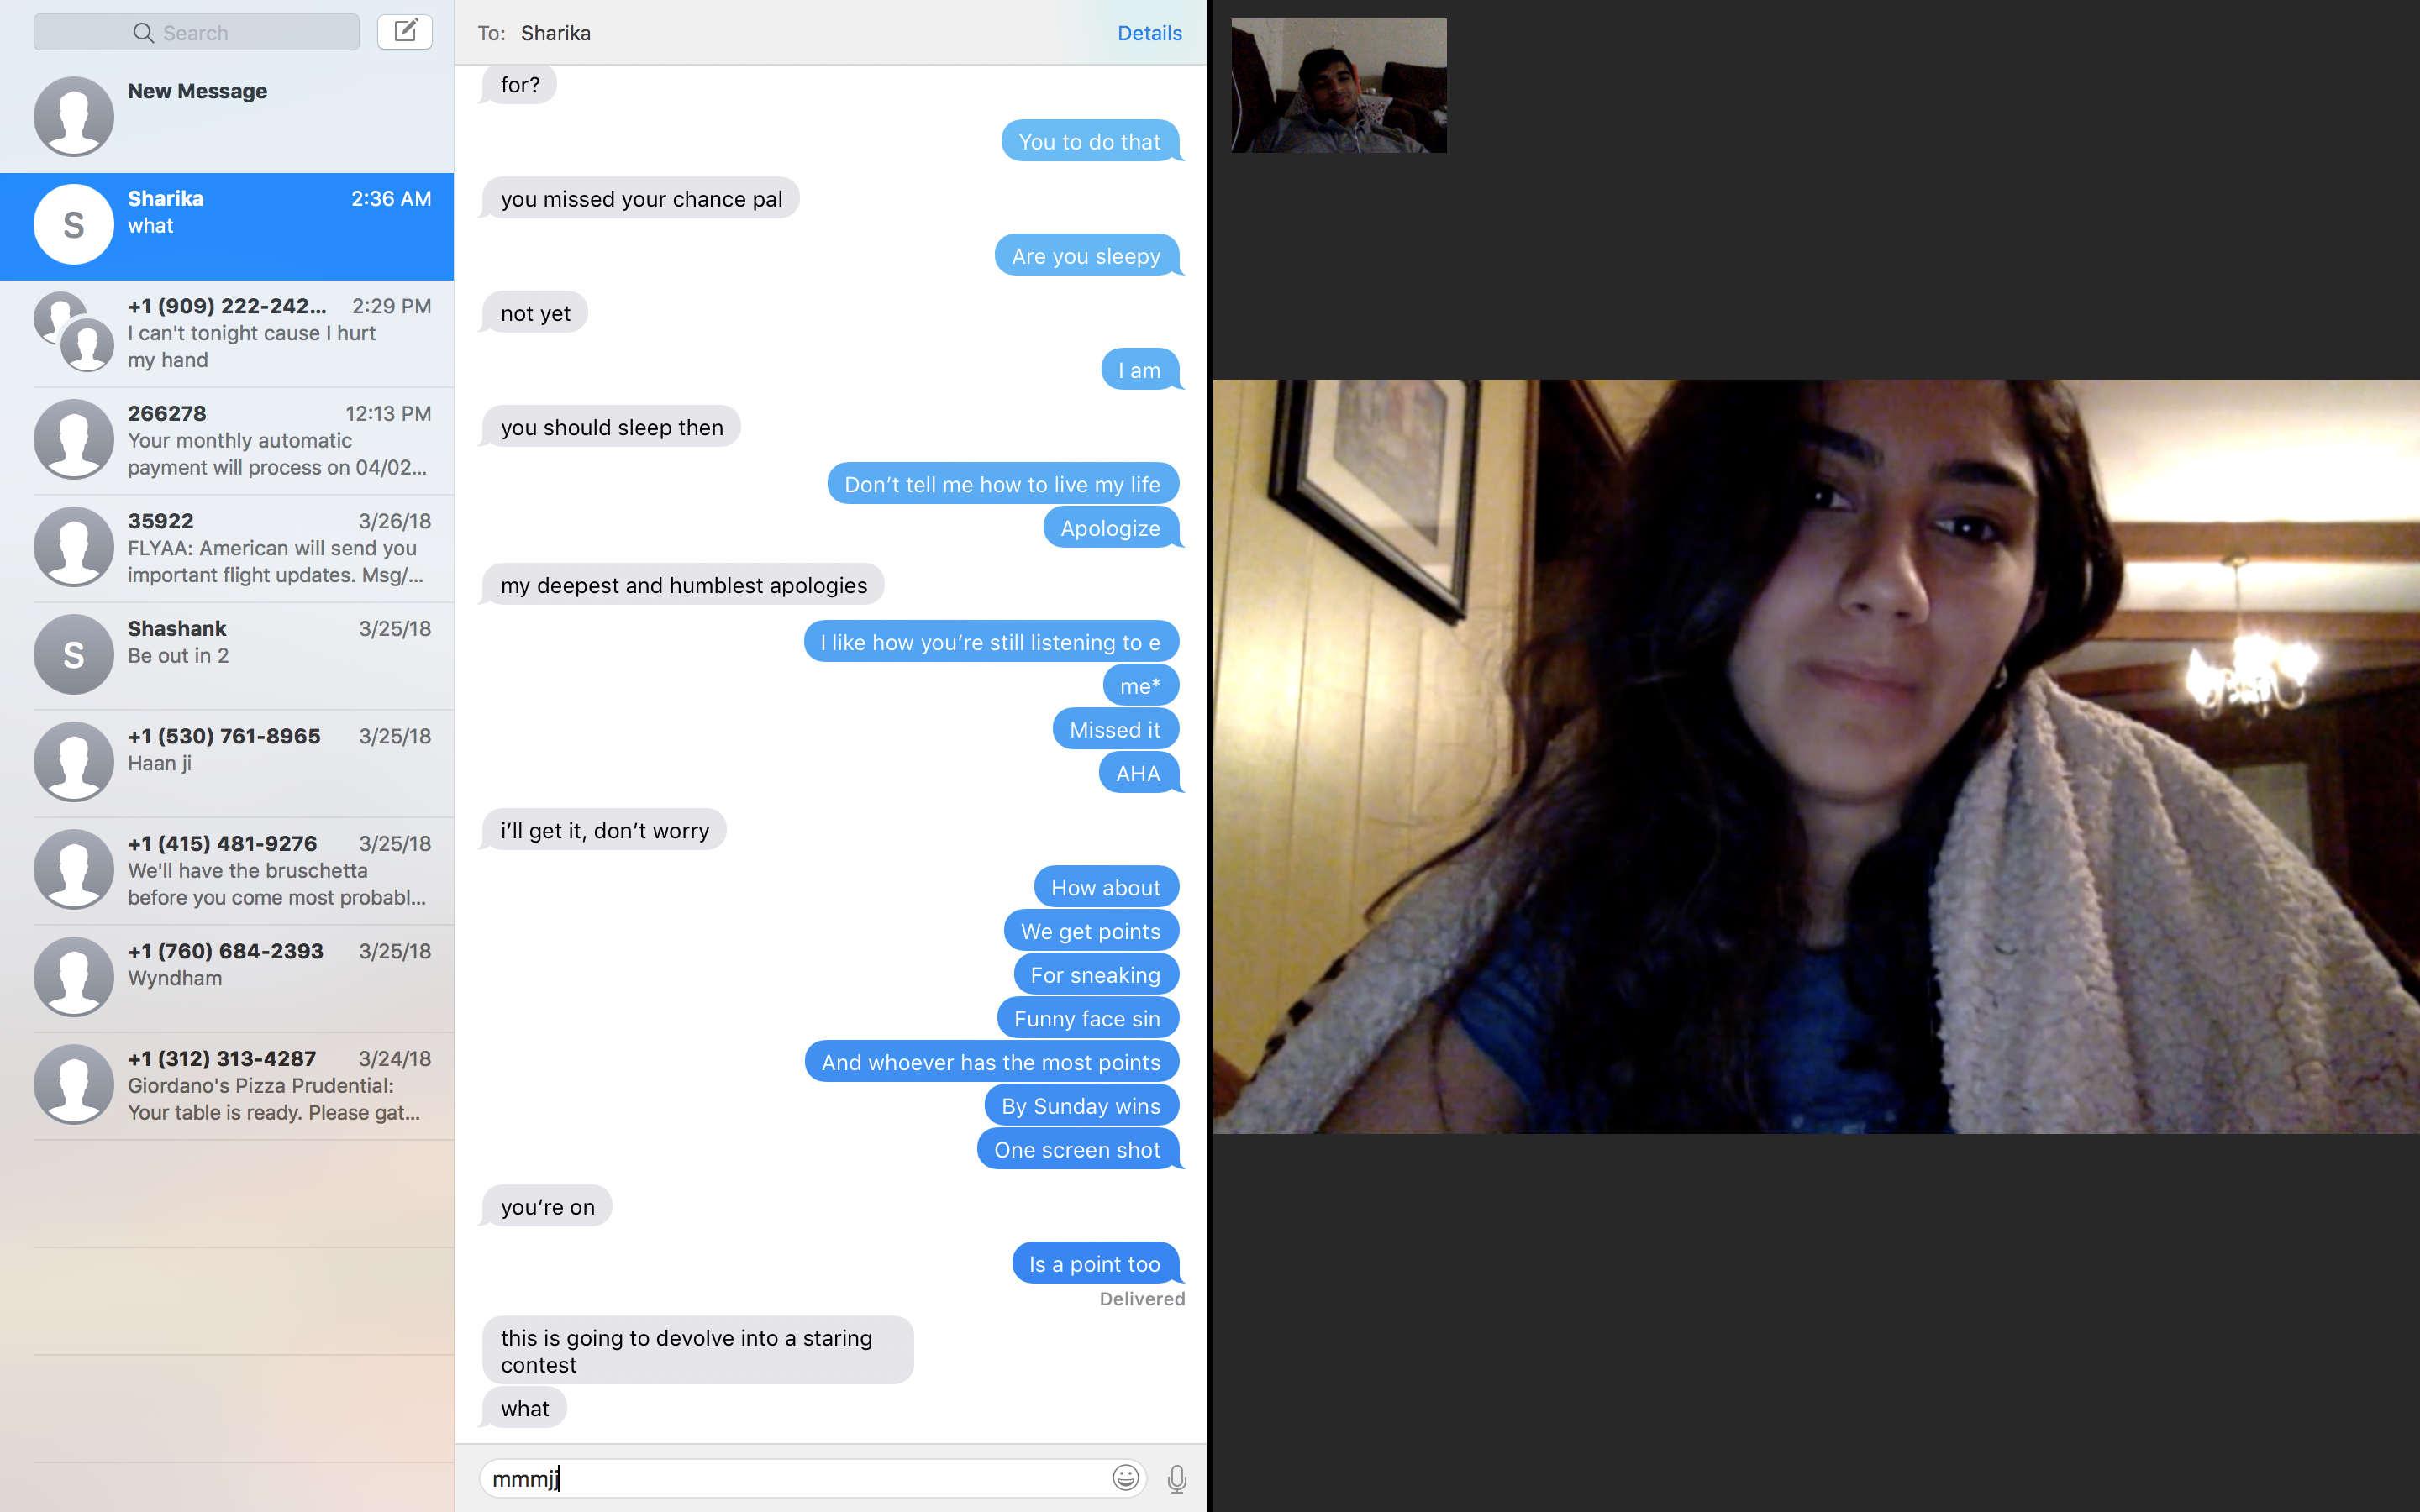 Search
New Message
Sharika 2:36 AM
what
S
+1 (909) 222-242... 2:29 PM
I can't tonight cause I hurt
my hand
266278 12:13 PM
Your monthly automatic
payment will process on 04/02...
35922 3/26/18
FLYAA: American will send you
important flight updates. Msg/...
Shashank 3/25/18
Be out in 2
S
+1 (530) 761-8965 3/25/18
Haan ji
+1 (415) 481-9276 3/25/18
We'll have the bruschetta
before you come most probabl...
+1 (760) 684-2393 3/25/18
Wyndham
+1 (312) 313-4287 3/24/18
Giordano's Pizza Prudential:
Your table is ready. Please gat...
To: Sharika Details
for?
You to do that
you missed your chance pal
Are you sleepy
not yet
I am
you should sleep then
Don’t tell me how to live my life
Apologize
my deepest and humblest apologies
I like how you’re still listening to e
me*
Missed it
AHA
i’ll get it, don’t worry
How about
We get points
For sneaking
Funny face sin
And whoever has the most points
By Sunday wins
One screen shot
you’re on
Is a point too
Delivered
this is going to devolve into a staring
contest
what
mmmjj